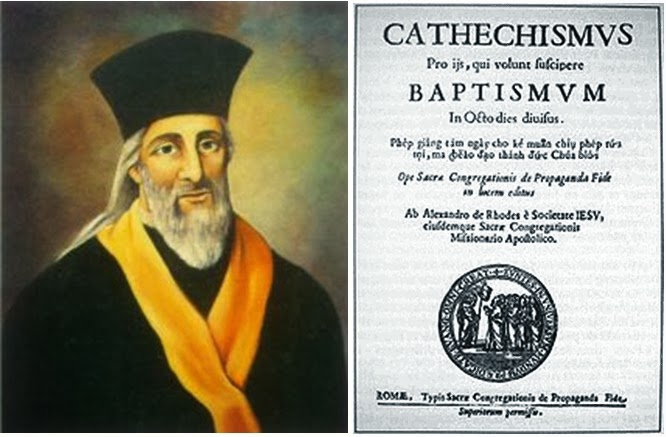 CATHECHISMVS
Pro ijs, qui volunt suscipere
BAPTISMVM
In Octo dies diuisus.
Phép giảng tám ngày cho kẻ muấn chịu phép rửa
tọi, ma ꞗĕào đạo thánh đức Chúa blời
Ope Sacræ Congregationis de Propaganda Fide
in lucem editus
Ab Alexandro de Rhodes è Societate IESV,
eiusdemque Sacræ Congregationis
Missionario Apostolico.
ROMÆ, Typis Sacræ Congregationis de Propaganda Fide
Superiorum permissu.